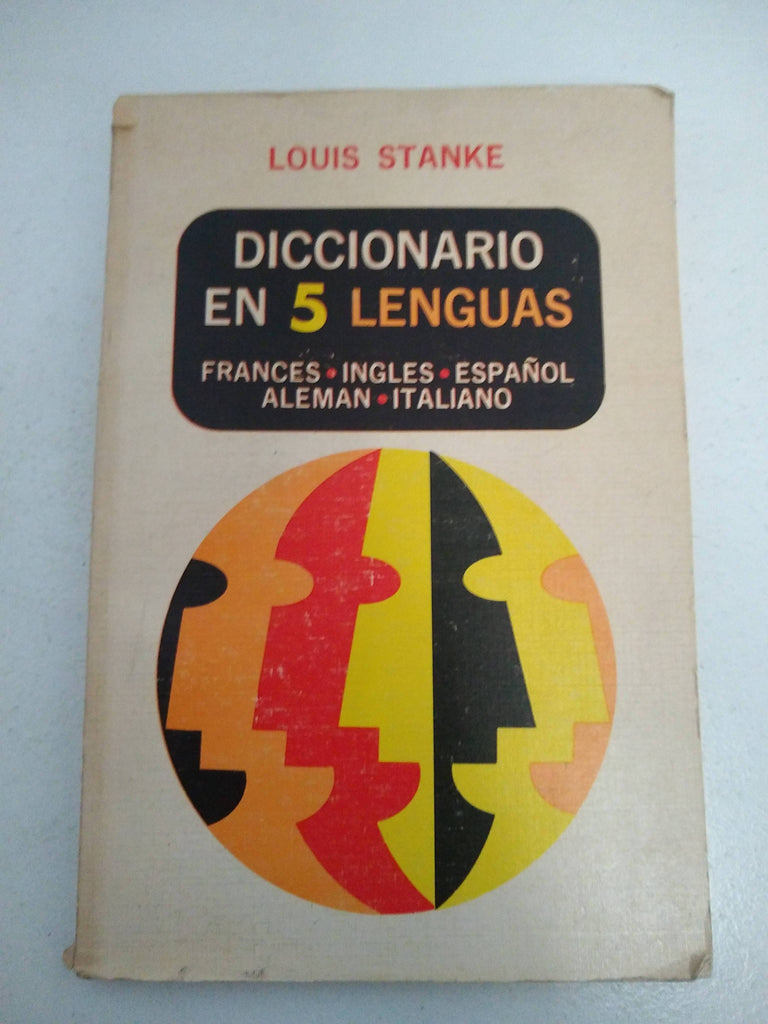 LOUIS STANKE
DICCIONARIO
EN 5 LENGUAS
FRANCES • INGLES • ESPAÑOL
ALEMAN • ITALIANO